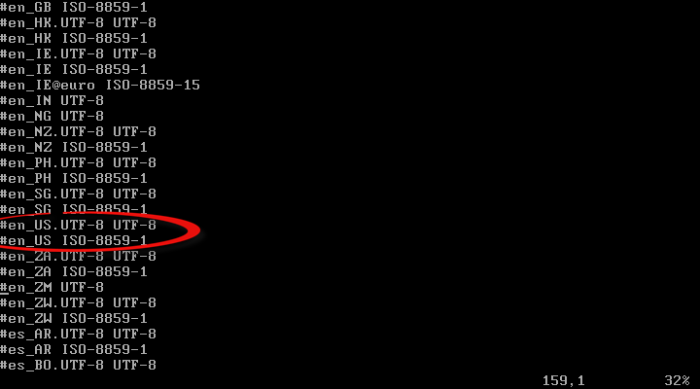 #en_GB ISO-8859-1
#en_HK.UTF-8 UTF-8
#en_HK ISO-8859-1
#en_IE.UTF-8 UTF-8
#en_IE ISO-8859-1
#en_IE@euro ISO-8859-15
#en_IN UTF-8
#en_NG UTF-8
#en_NZ.UTF-8 UTF-8
#en_NZ ISO-8859-1
#en_PH.UTF-8 UTF-8
#en_PH ISO-8859-1
#en_SG.UTF-8 UTF-8
#en_SG ISO-8859-1
#en_US.UTF-8 UTF-8
#en_US ISO-8859-1
#en_ZA.UTF-8 UTF-8
#en_ZA ISO-8859-1
#en_ZM UTF-8
#en_ZW.UTF-8 UTF-8
#en_ZW ISO-8859-1
#es_AR.UTF-8 UTF-8
#es_AR ISO-8859-1
#es_BO.UTF-8 UTF-8
159,1 32%